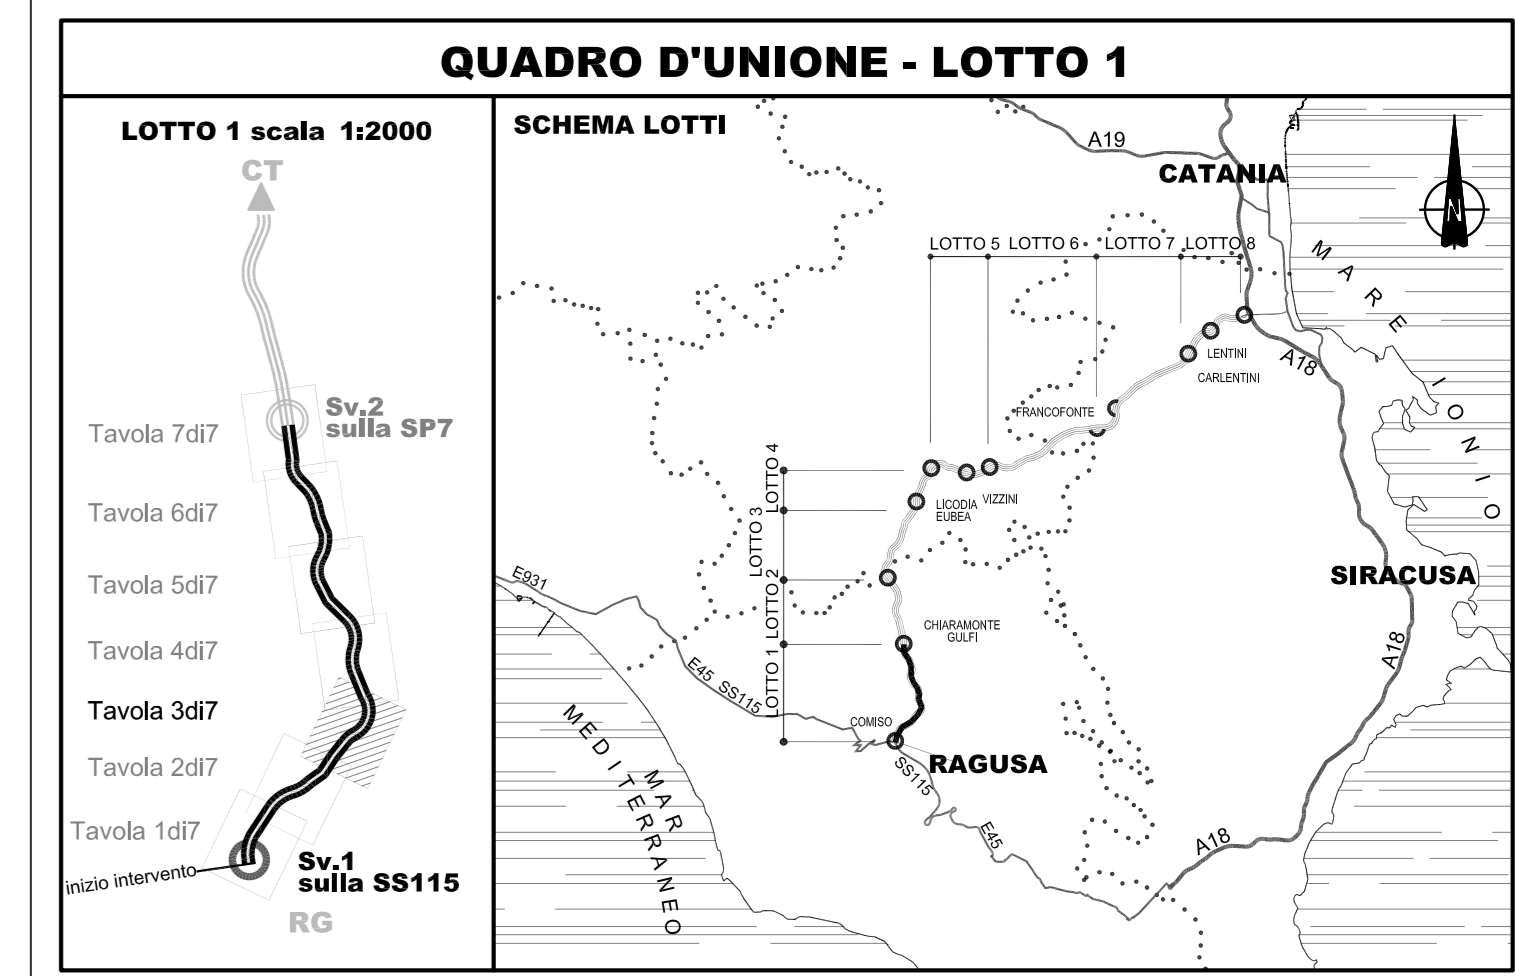 QUADRO D'UNIONE - LOTTO 1
LOTTO 1 scala 1:2000
CT
Sv.2
sulla SP7
Tavola 7di7
Tavola 6di7
Tavola 5di7
Tavola 4di7
Tavola 3di7
Tavola 2di7
Tavola 1di7
inizio intervento
Sv.1
sulla SS115
RG
SCHEMA LOTTI
A19
CATANIA
N
LOTTO 5
LOTTO 6
LOTTO 7
LOTTO 8
MARE
IONIO
LENTINI
CARLENTINI
A18
FRANCOFONTE
LOTTO 4
LOTTO 3
LOTTO 2
LOTTO 1
LICODIA
EUBEA
VIZZINI
SIRACUSA
E931
CHIARAMONTE
GULFI
A18
E45
SS115
COMISO
RAGUSA
SS115
MAR
MEDITERRANEO
E45
A18